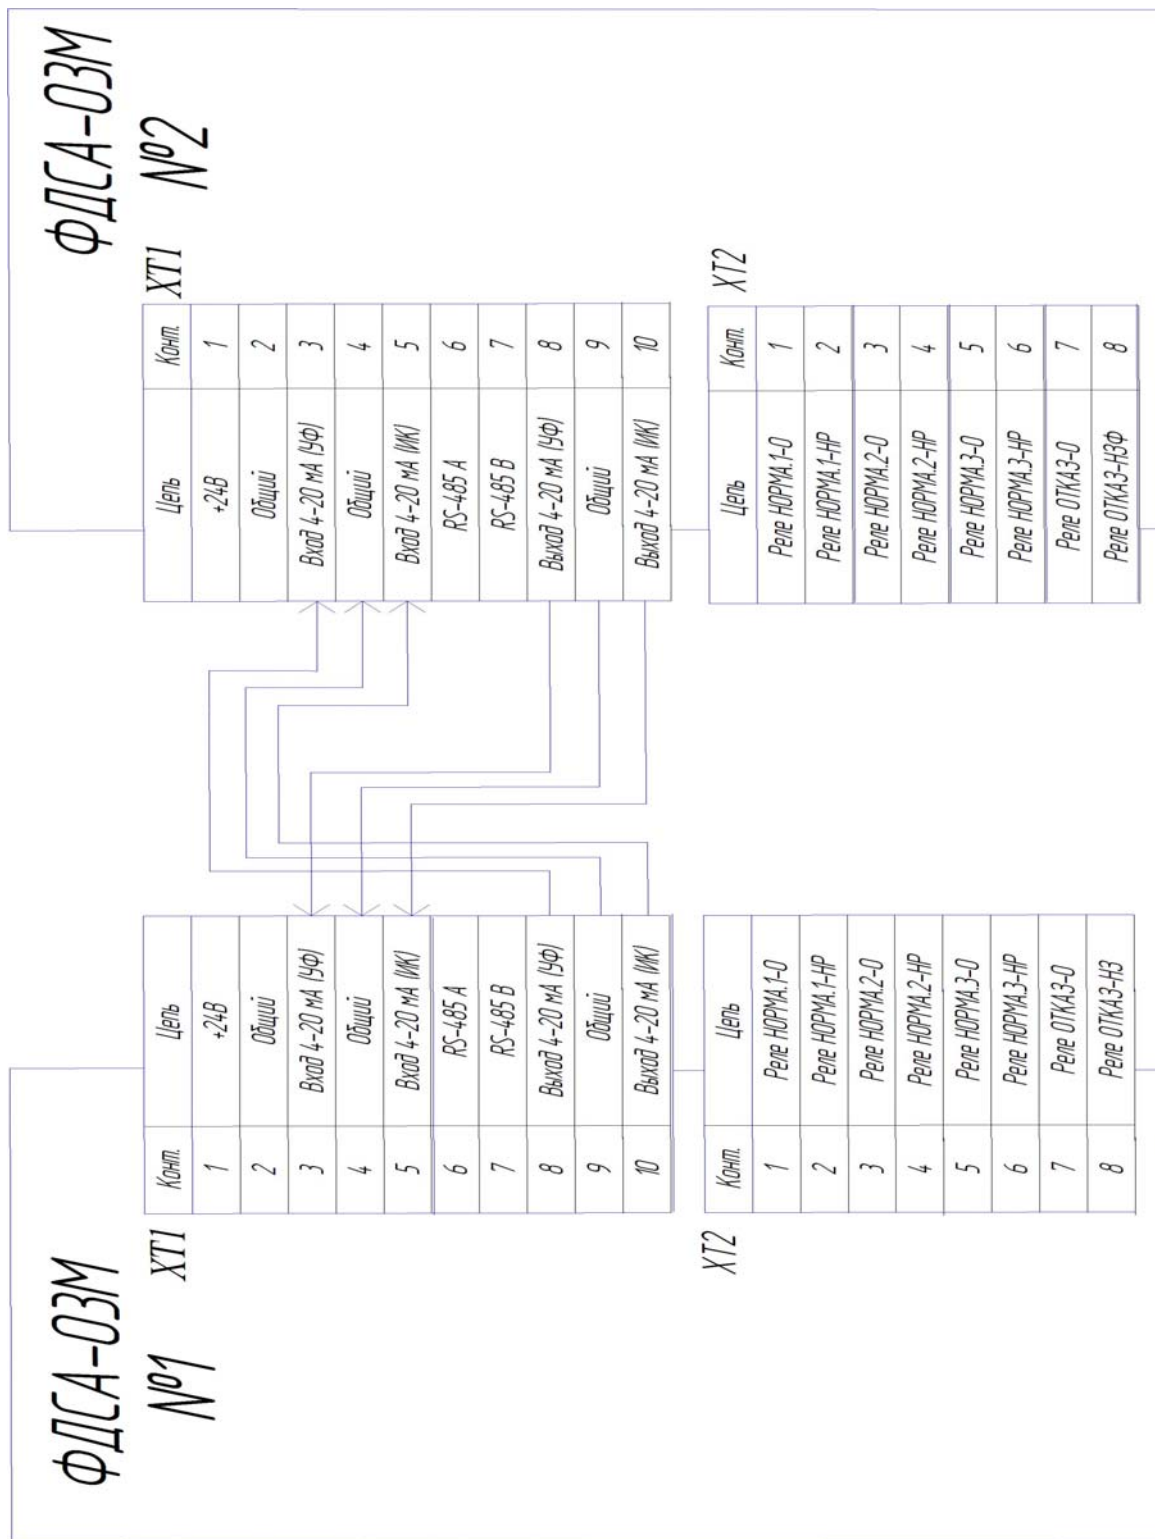 ФДСА-03М
№1
XT1
Конт. Цепь
1 +24В
2 Общий
3 Вход 4-20 мА (УФ)
4 Общий
5 Вход 4-20 мА (ИК)
6 RS-485 А
7 RS-485 В
8 Выход 4-20 мА (УФ)
9 Общий
10 Выход 4-20 мА (ИК)
XT2
Конт. Цепь
1 Реле НОРМА.1-О
2 Реле НОРМА.1-НР
3 Реле НОРМА.2-О
4 Реле НОРМА.2-НР
5 Реле НОРМА.3-О
6 Реле НОРМА.3-НР
7 Реле ОТКАЗ-О
8 Реле ОТКАЗ-НЗ
ФДСА-03М
№2
XT1
Цепь Конт.
+24В 1
Общий 2
Вход 4-20 мА (УФ) 3
Общий 4
Вход 4-20 мА (ИК) 5
RS-485 А 6
RS-485 В 7
Выход 4-20 мА (УФ) 8
Общий 9
Выход 4-20 мА (ИК) 10
XT2
Цепь Конт.
Реле НОРМА.1-О 1
Реле НОРМА.1-НР 2
Реле НОРМА.2-О 3
Реле НОРМА.2-НР 4
Реле НОРМА.3-О 5
Реле НОРМА.3-НР 6
Реле ОТКАЗ-О 7
Реле ОТКАЗ-НЗФ 8